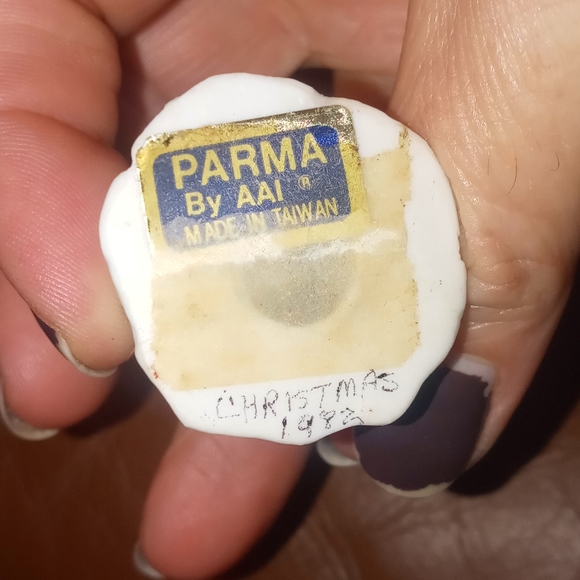 PARMA
By AAI ®
MADE IN TAIWAN
CHRISTMAS
1982